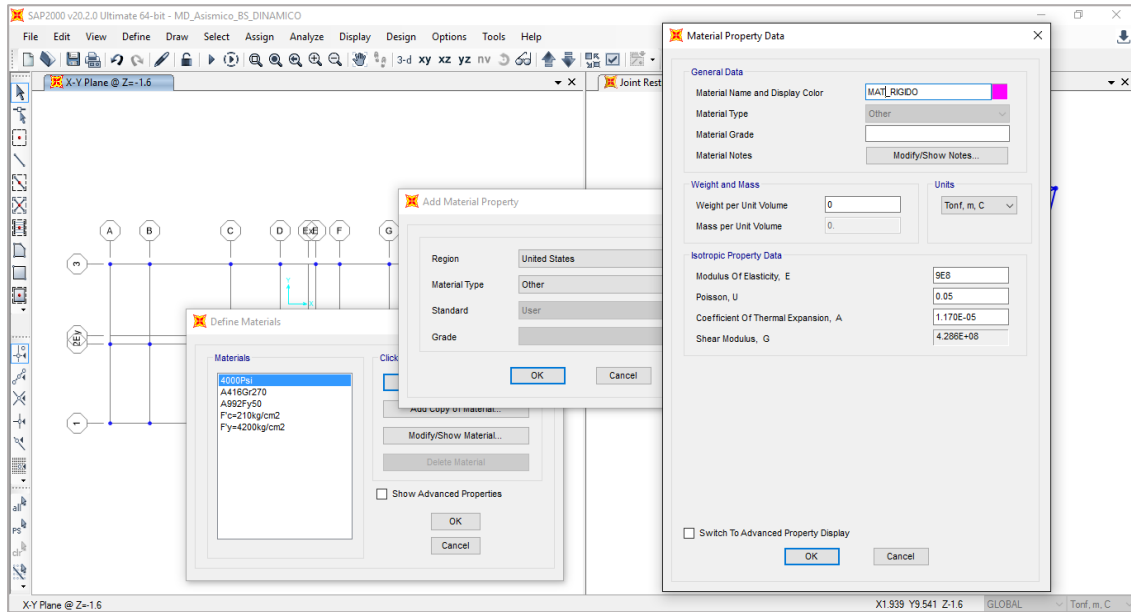 SAP2000 v20.2.0 Ultimate 64-bit - MD_Asismico_BS_DINAMICO
File Edit View Define Draw Select Assign Analyze Display Design Options Tools Help
3-d xy xz yz nv
X-Y Plane @ Z=-1.6
Joint Rest
A B C D F G
3
1
all
PS
clr
Define Materials
Materials
4000Psi
A416Gr270
A992Fy50
F'c=210kg/cm2
F'y=4200kg/cm2
Click
Add Copy of Material...
Modify/Show Material...
Delete Material
Show Advanced Properties
OK
Cancel
Add Material Property
Region United States
Material Type Other
Standard User
Grade
OK Cancel
Material Property Data
General Data
Material Name and Display Color MAT_RIGIDO
Material Type Other
Material Grade
Material Notes Modify/Show Notes...
Weight and Mass
Weight per Unit Volume 0
Mass per Unit Volume 0.
Units
Tonf, m, C
Isotropic Property Data
Modulus Of Elasticity, E 9E8
Poisson, U 0.05
Coefficient Of Thermal Expansion, A 1.170E-05
Shear Modulus, G 4.286E+08
Switch To Advanced Property Display
OK Cancel
X-Y Plane @ Z=-1.6
X1.939 Y9.541 Z-1.6 GLOBAL Tonf, m, C